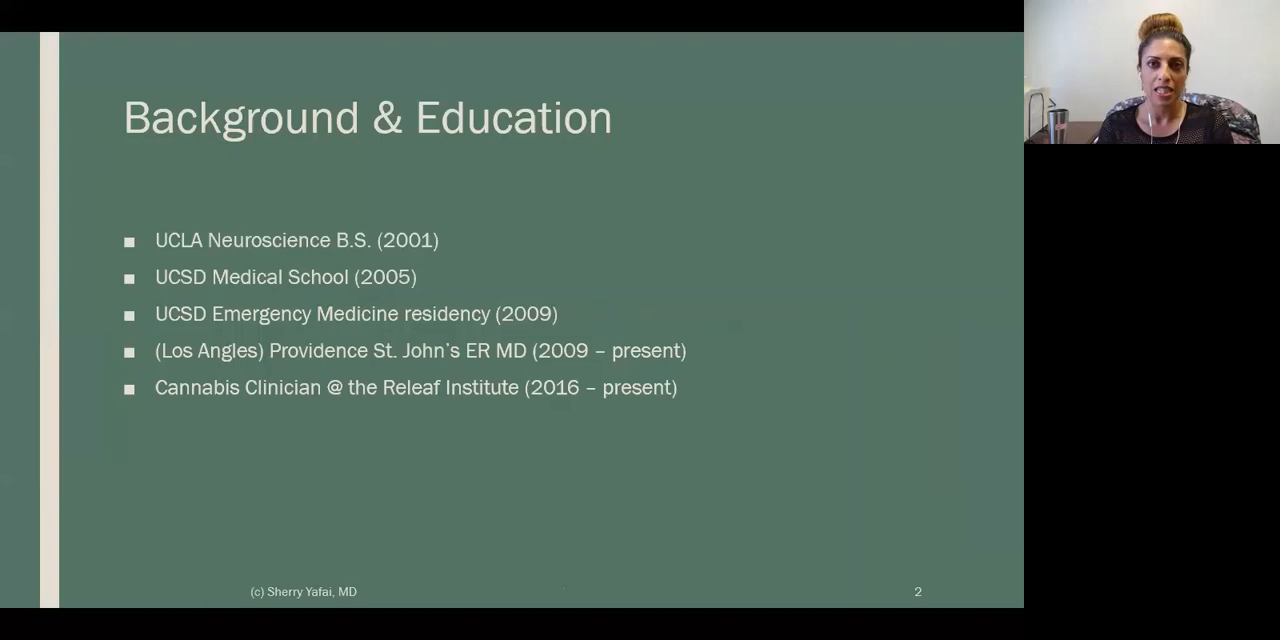 Background & Education
■ UCLA Neuroscience B.S. (2001)
■ UCSD Medical School (2005)
■ UCSD Emergency Medicine residency (2009)
■ (Los Angles) Providence St. John's ER MD (2009 – present)
■ Cannabis Clinician @ the Releaf Institute (2016 – present)
(c) Sherry Yafai, MD
2